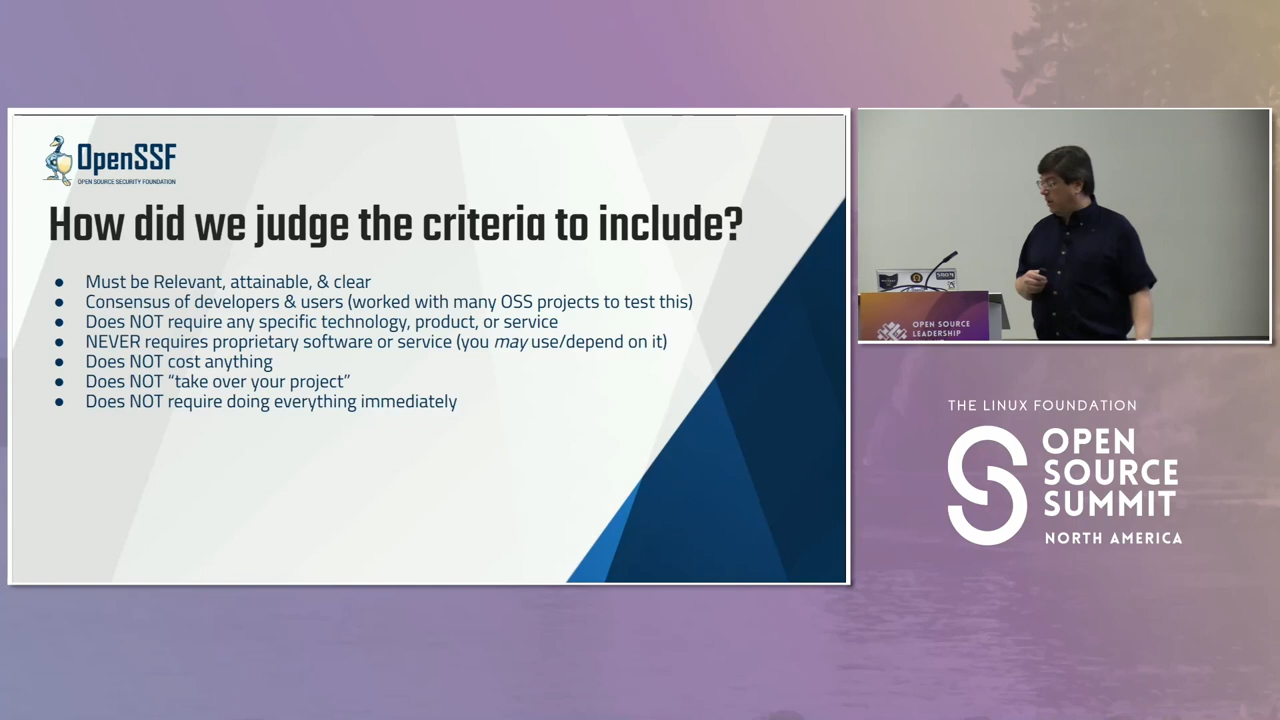 OpenSSF
OPEN SOURCE SECURITY FOUNDATION
How did we judge the criteria to include?
● Must be Relevant, attainable, & clear
● Consensus of developers & users (worked with many OSS projects to test this)
● Does NOT require any specific technology, product, or service
● NEVER requires proprietary software or service (you may use/depend on it)
● Does NOT cost anything
● Does NOT “take over your project”
● Does NOT require doing everything immediately
OPEN SOURCE
LEADERSHIP
THE LINUX FOUNDATION
OPEN
SOURCE
SUMMIT
NORTH AMERICA